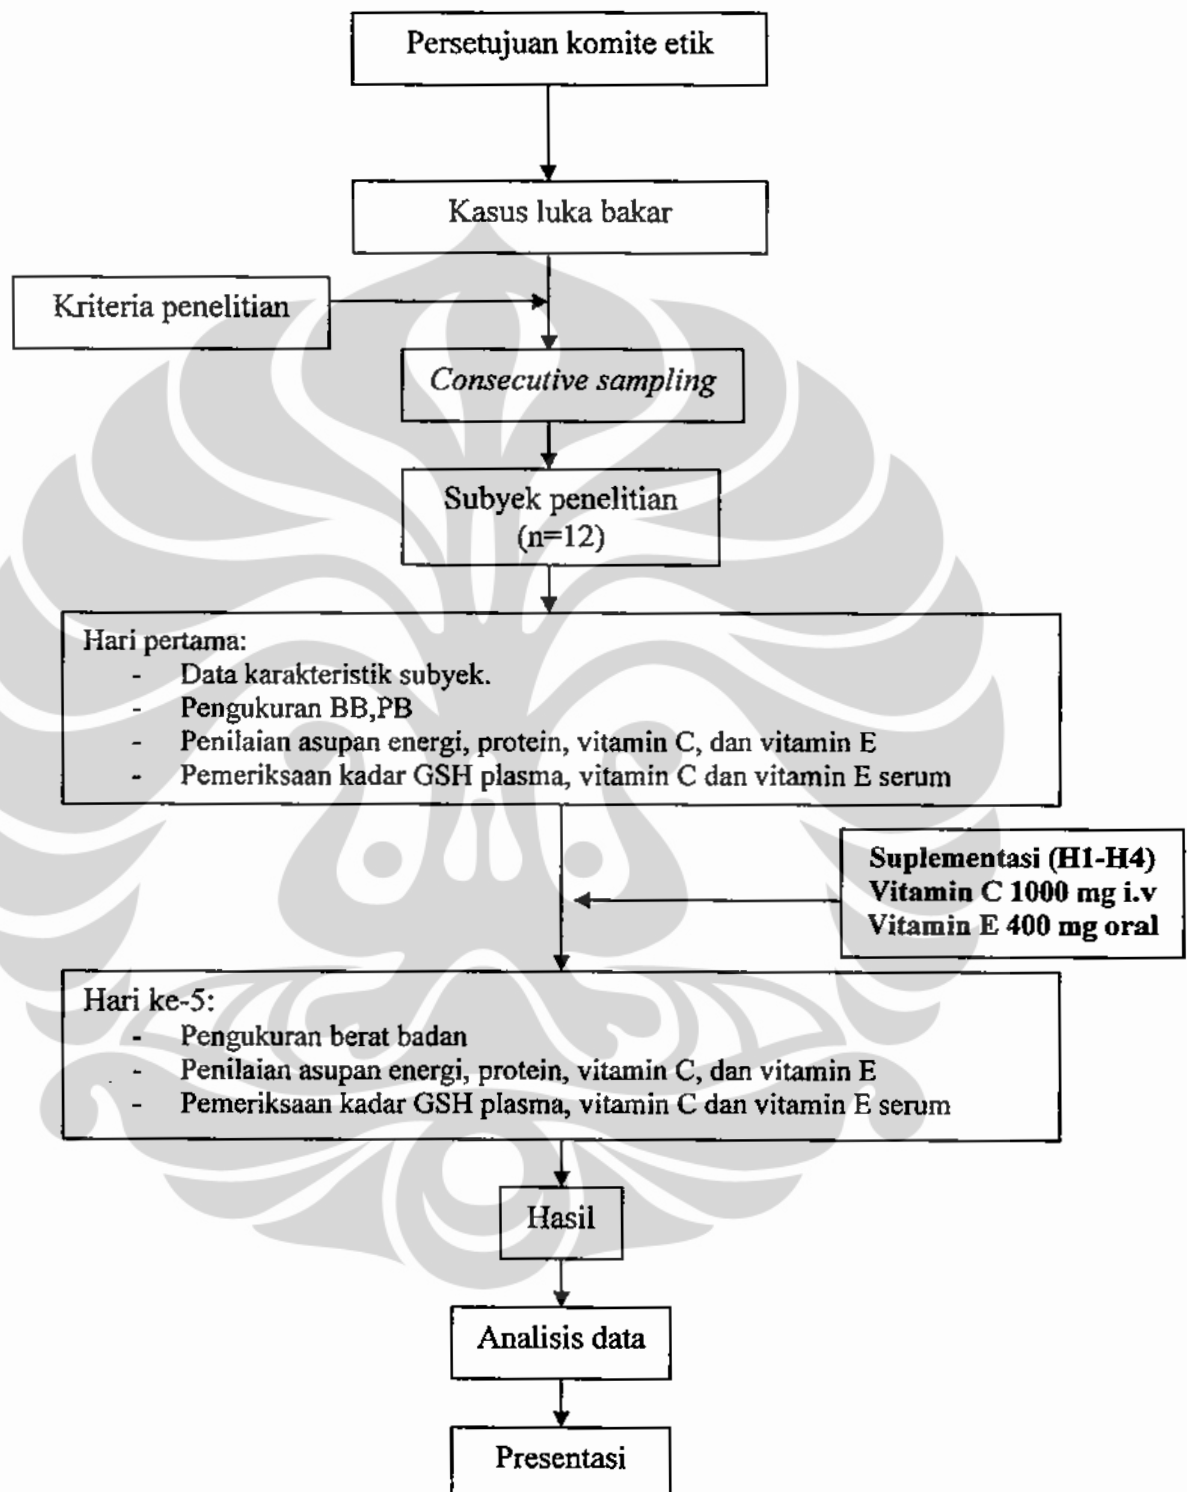 Persetujuan komite etik
Kasus luka bakar
Kriteria penelitian
Consecutive sampling
Subyek penelitian
(n=12)
Hari pertama:
- Data karakteristik subyek.
- Pengukuran BB,PB
- Penilaian asupan energi, protein, vitamin C, dan vitamin E
- Pemeriksaan kadar GSH plasma, vitamin C dan vitamin E serum
Suplementasi (H1-H4)
Vitamin C 1000 mg i.v
Vitamin E 400 mg oral
Hari ke-5:
- Pengukuran berat badan
- Penilaian asupan energi, protein, vitamin C, dan vitamin E
- Pemeriksaan kadar GSH plasma, vitamin C dan vitamin E serum
Hasil
Analisis data
Presentasi